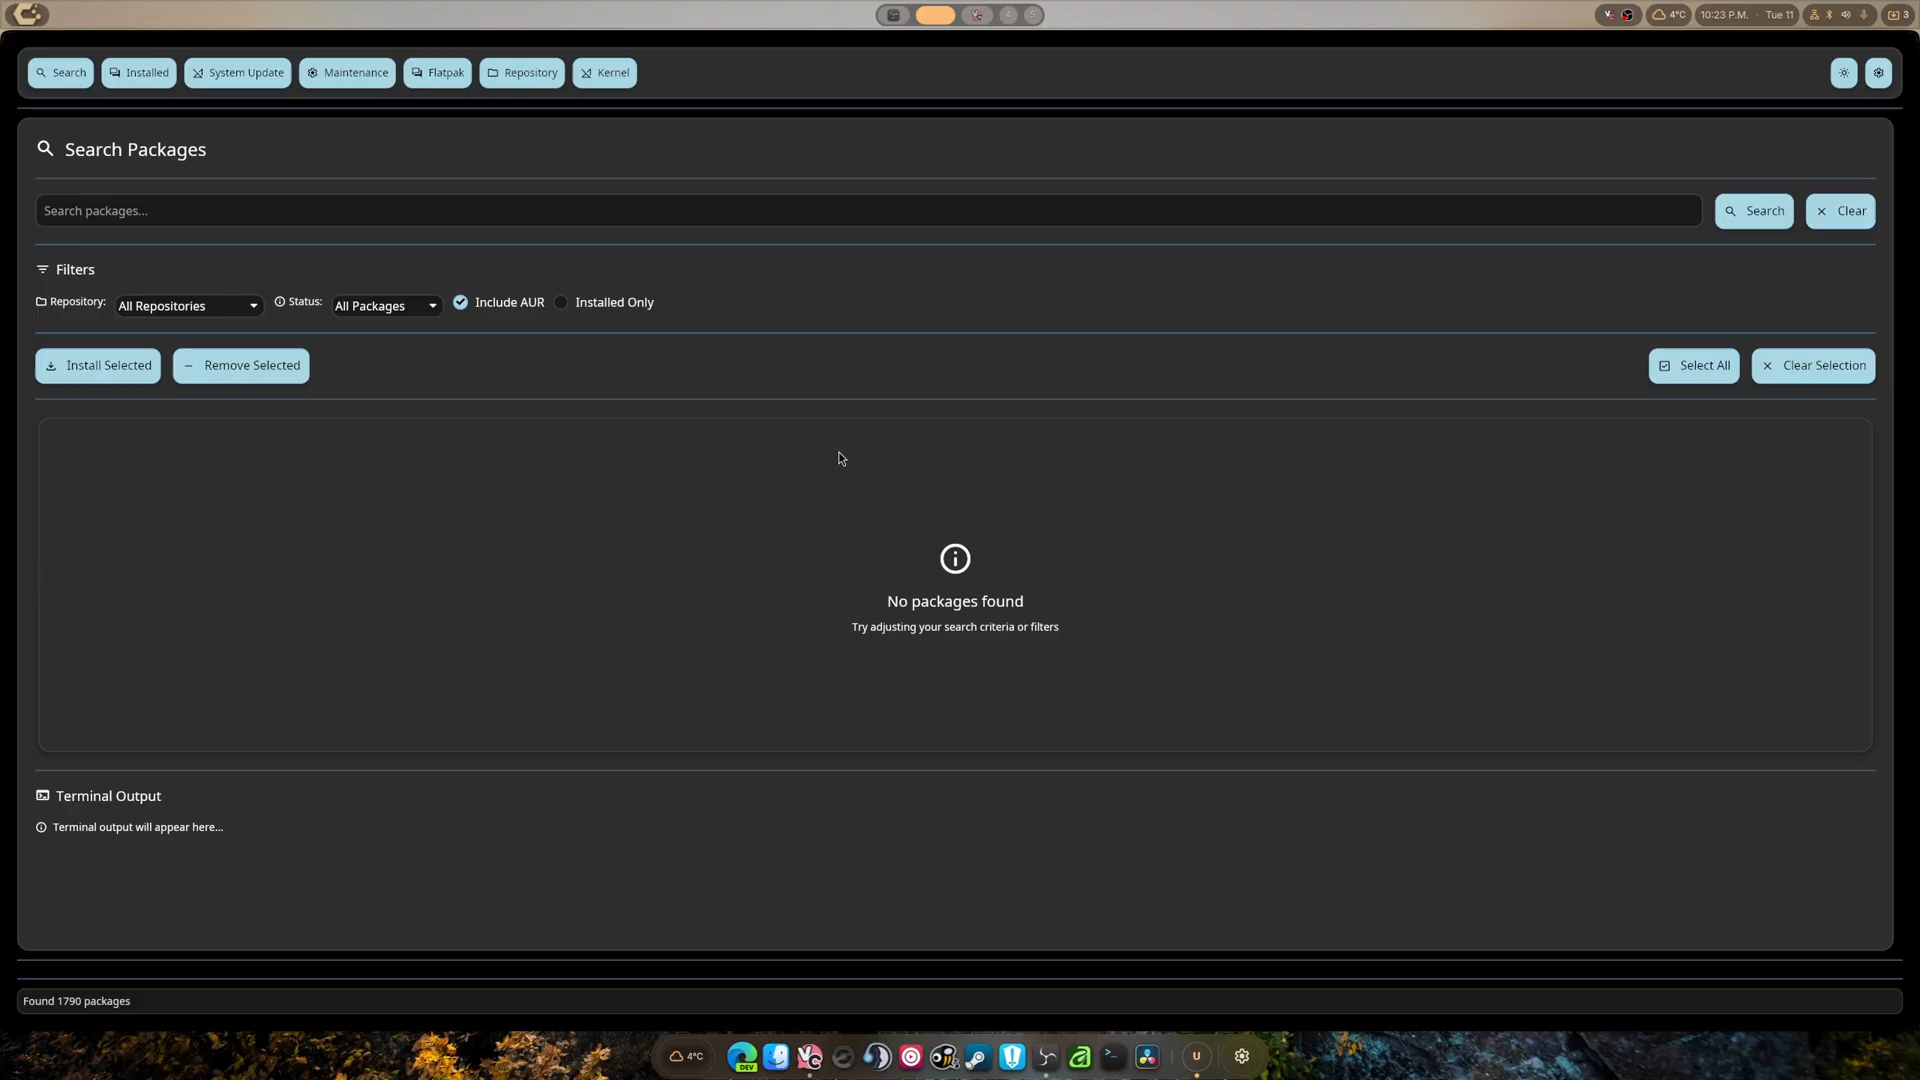 4°C
10:23 P.M. · Tue 11
3
Search
Installed
System Update
Maintenance
Flatpak
Repository
Kernel
Search Packages
Search packages...
Search
Clear
Filters
Repository:
All Repositories
Status:
All Packages
Include AUR
Installed Only
Install Selected
Remove Selected
Select All
Clear Selection
No packages found
Try adjusting your search criteria or filters
Terminal Output
Terminal output will appear here...
Found 1790 packages
4°C
DEV
U